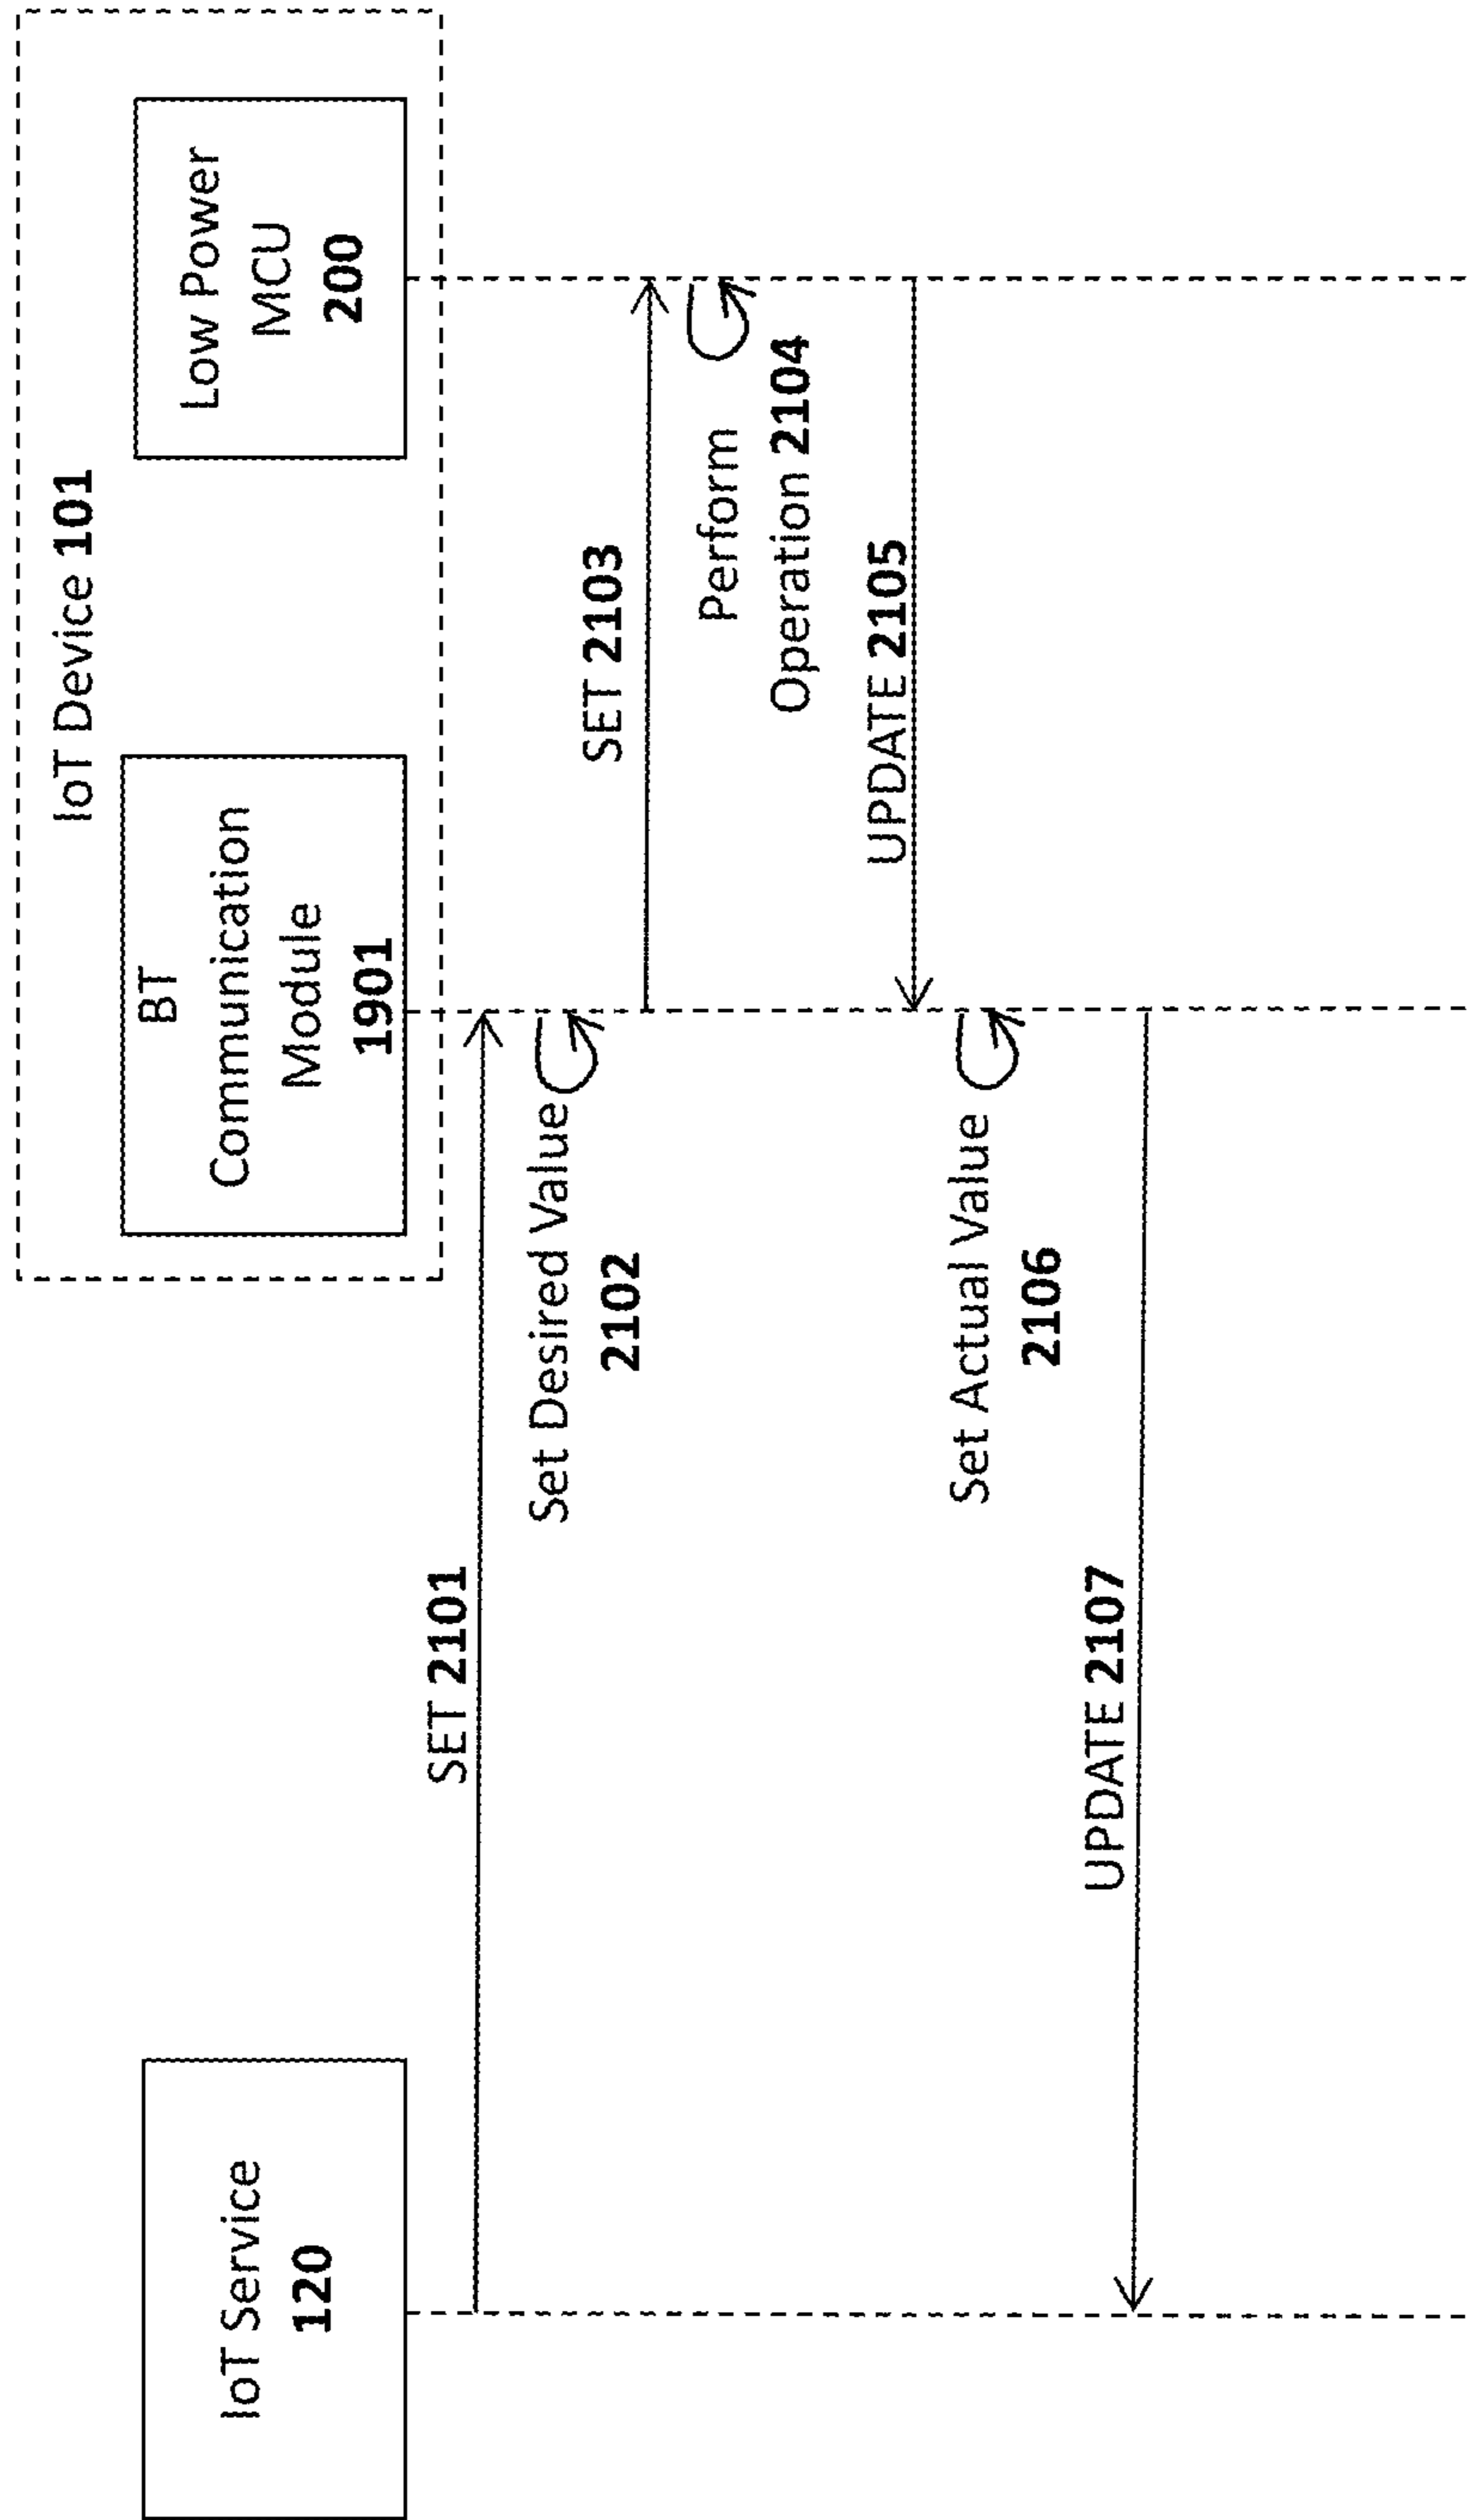 IoT Device 101
IoT Service
120
BT
Communication
Module
1901
Low Power
MCU
200
SET 2101
Set Desired Value
2102
SET 2103
Perform
Operation 2104
UPDATE 2105
Set Actual Value
2106
UPDATE 2107